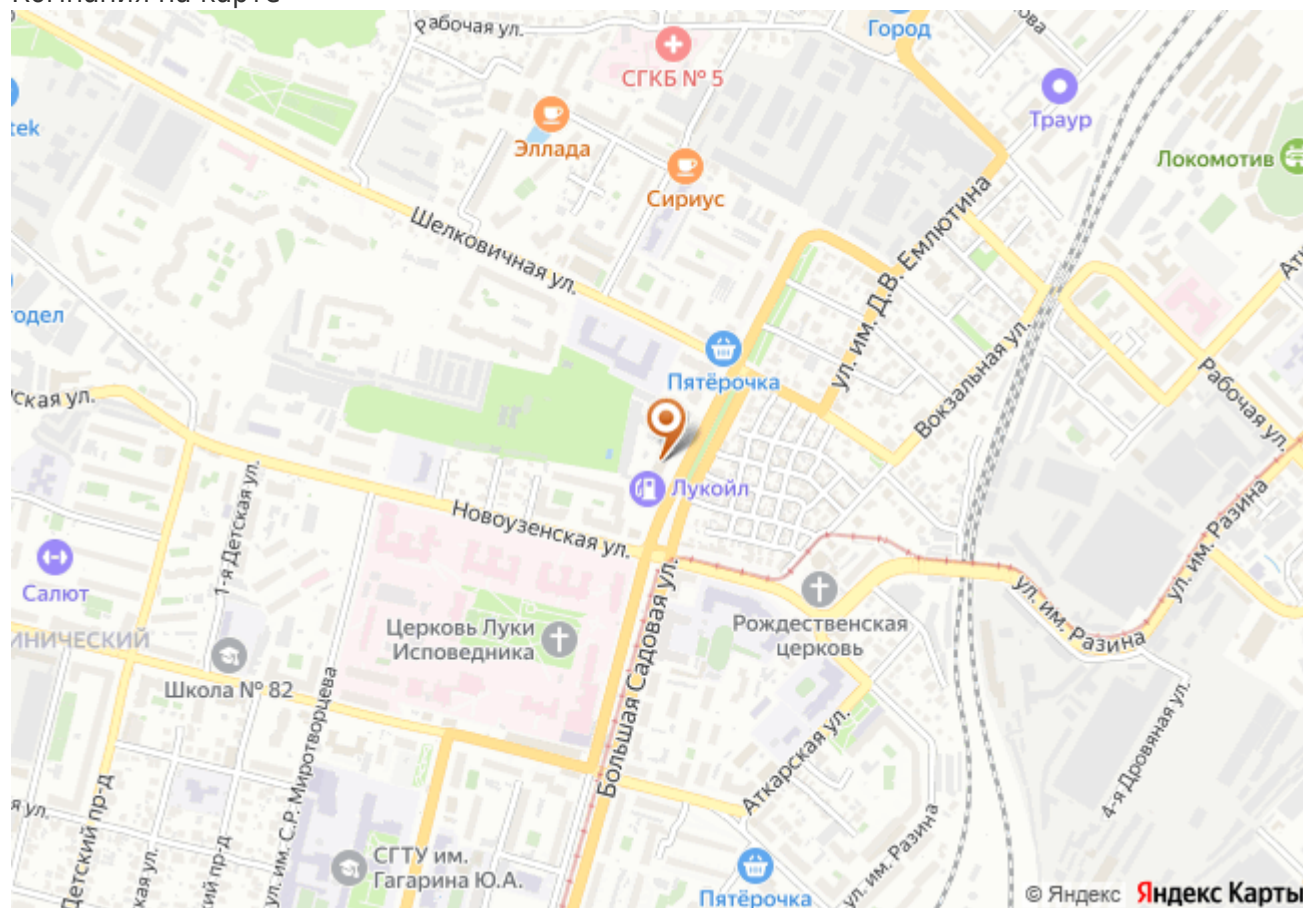 Рабочая ул.
Город
СГКБ № 5
Траур
Эллада
Локомотив
Сириус
Шелковичная ул.
ул. им. Д.В. Емлютина
Пятёрочка
Вокзальная ул.
Рабочая ул.
Лукойл
Новоузенская ул.
1-я Детская ул.
ул. им. Разина
Салют
ул. им. Разина
Церковь Луки
Исповедника
Рождественская
церковь
Школа № 82
Большая Садовая ул.
ул. им. С.Р. Миротворцева
Аткарская ул.
4-я Дровяная ул.
Детский пр-д
СГТУ им.
Гагарина Ю.А.
Пятёрочка
ул. им. Разина
© Яндекс Яндекс Карты